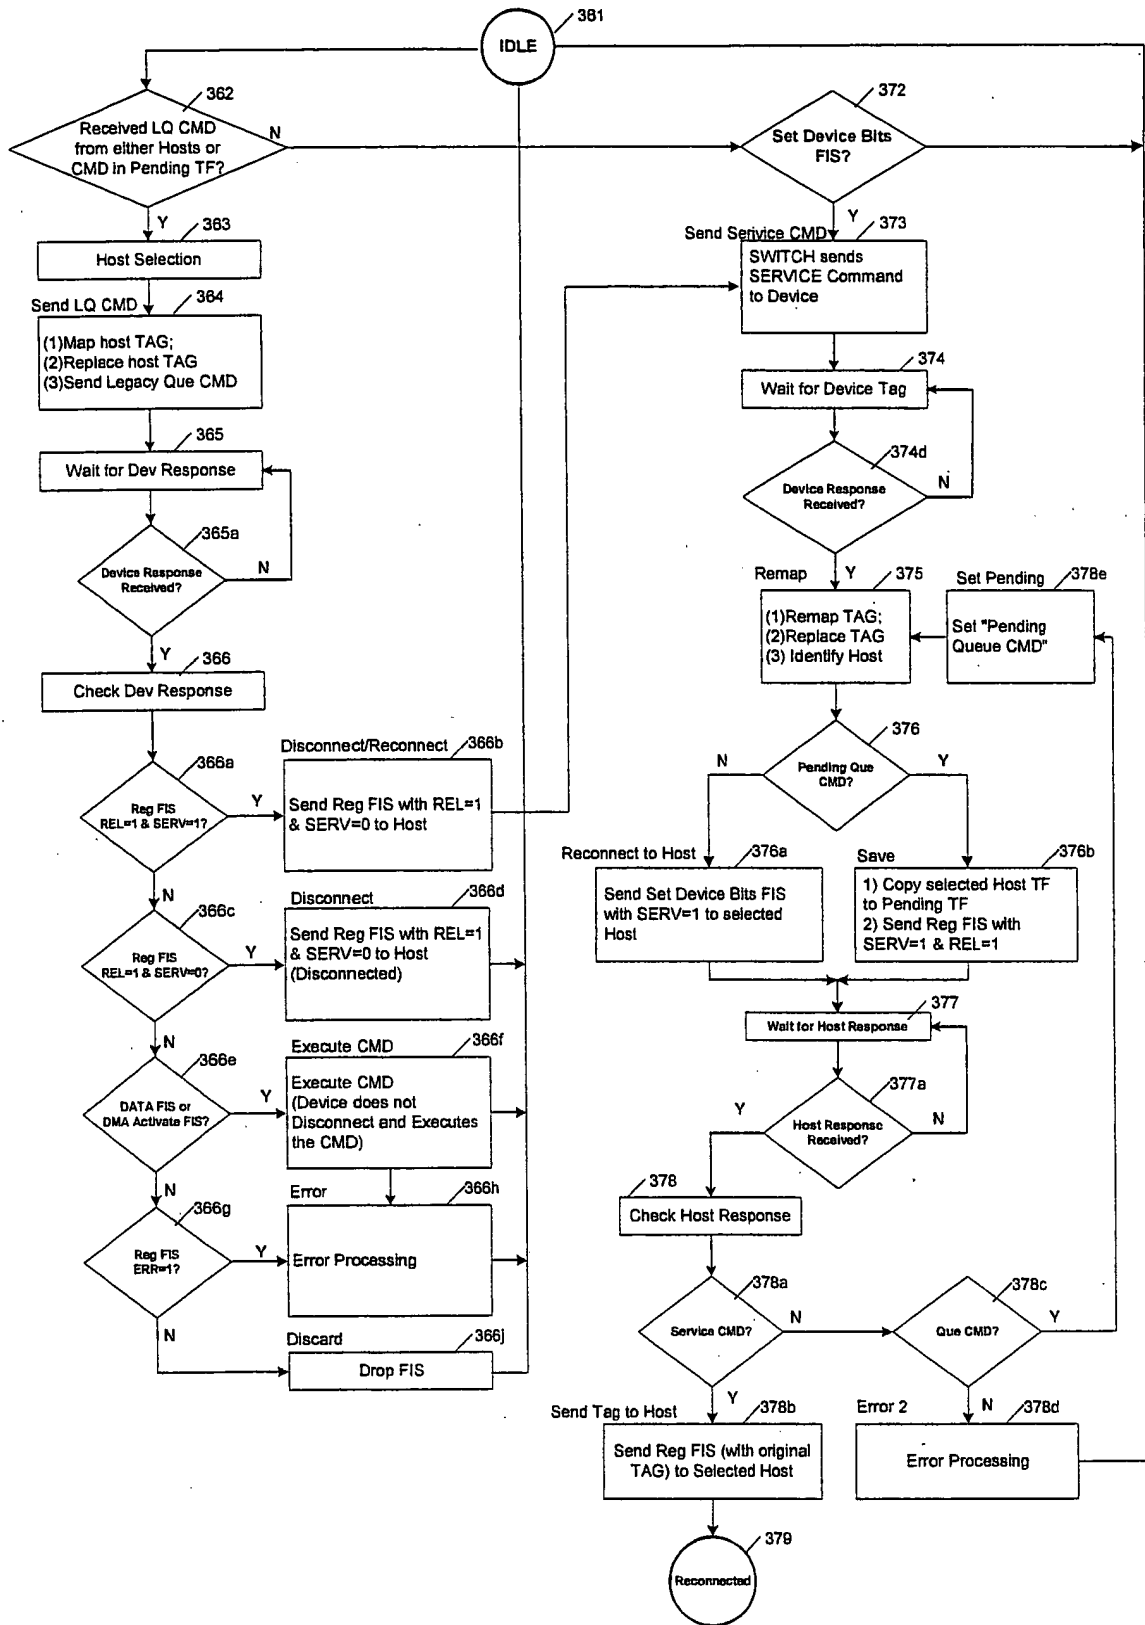 381
IDLE
362
Received LQ CMD
from either Hosts or
CMD in Pending TF?
N
Y
363
Host Selection
Send LQ CMD
364
(1)Map host TAG;
(2)Replace host TAG
(3)Send Legacy Que CMD
365
Wait for Dev Response
365a
Device Response
Received?
N
Y
366
Check Dev Response
366a
Reg FIS
REL=1 & SERV=1?
Y
N
Disconnect/Reconnect
366b
Send Reg FIS with REL=1
& SERV=0 to Host
366c
Reg FIS
REL=1 & SERV=0?
Y
N
Disconnect
366d
Send Reg FIS with REL=1
& SERV=0 to Host
(Disconnected)
366e
DATA FIS or
DMA Activate FIS?
Y
N
Execute CMD
366f
Execute CMD
(Device does not
Disconnect and Executes
the CMD)
366g
Reg FIS
ERR=1?
Y
N
Error
366h
Error Processing
Discard
366j
Drop FIS
372
Set Device Bits
FIS?
Y
Send Serivice CMD
373
SWITCH sends
SERVICE Command
to Device
374
Wait for Device Tag
374d
Device Response
Received?
N
Y
Remap
375
(1)Remap TAG;
(2)Replace TAG
(3) Identify Host
Set Pending
378e
Set "Pending
Queue CMD"
376
Pending Que
CMD?
N
Y
Reconnect to Host
376a
Send Set Device Bits FIS
with SERV=1 to selected
Host
Save
376b
1) Copy selected Host TF
to Pending TF
2) Send Reg FIS with
SERV=1 & REL=1
377
Wait for Host Response
377a
Host Response
Received?
Y
N
378
Check Host Response
378a
Service CMD?
N
Y
378c
Que CMD?
Y
N
Send Tag to Host
378b
Send Reg FIS (with original
TAG) to Selected Host
Error 2
378d
Error Processing
379
Reconnected